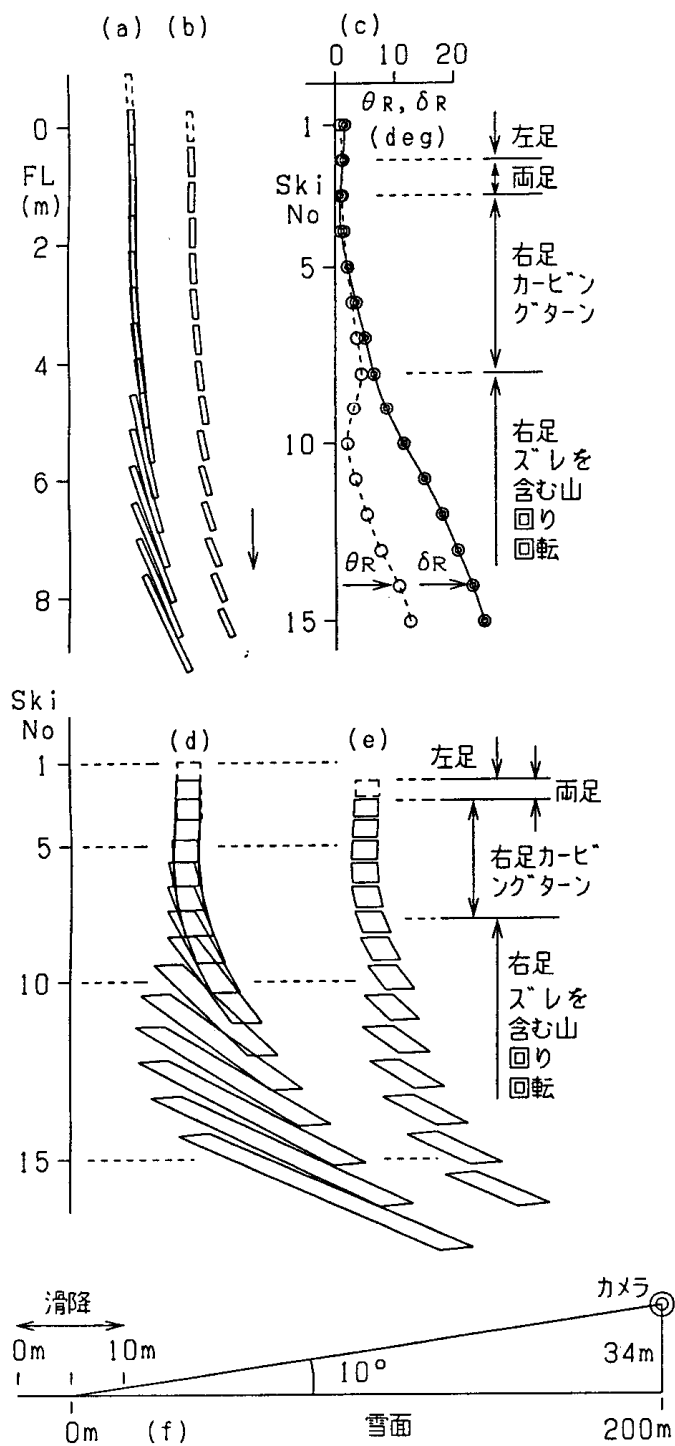 (a) (b) (c)
0 10 20
θR, δR
(deg)
FL
(m)
0
2
4
6
8
Ski
No
1
5
10
15
左足
両足
右足
カービン
グターン
右足
ズレを
含む山
回り
回転
θR δR
Ski
No
(d) (e)
1
5
10
15
左足
両足
右足カービ
ングターン
右足
ズレを
含む山
回り
回転
滑降
カメラ
0m 10m
10°
34m
0m (f) 雪面 200m